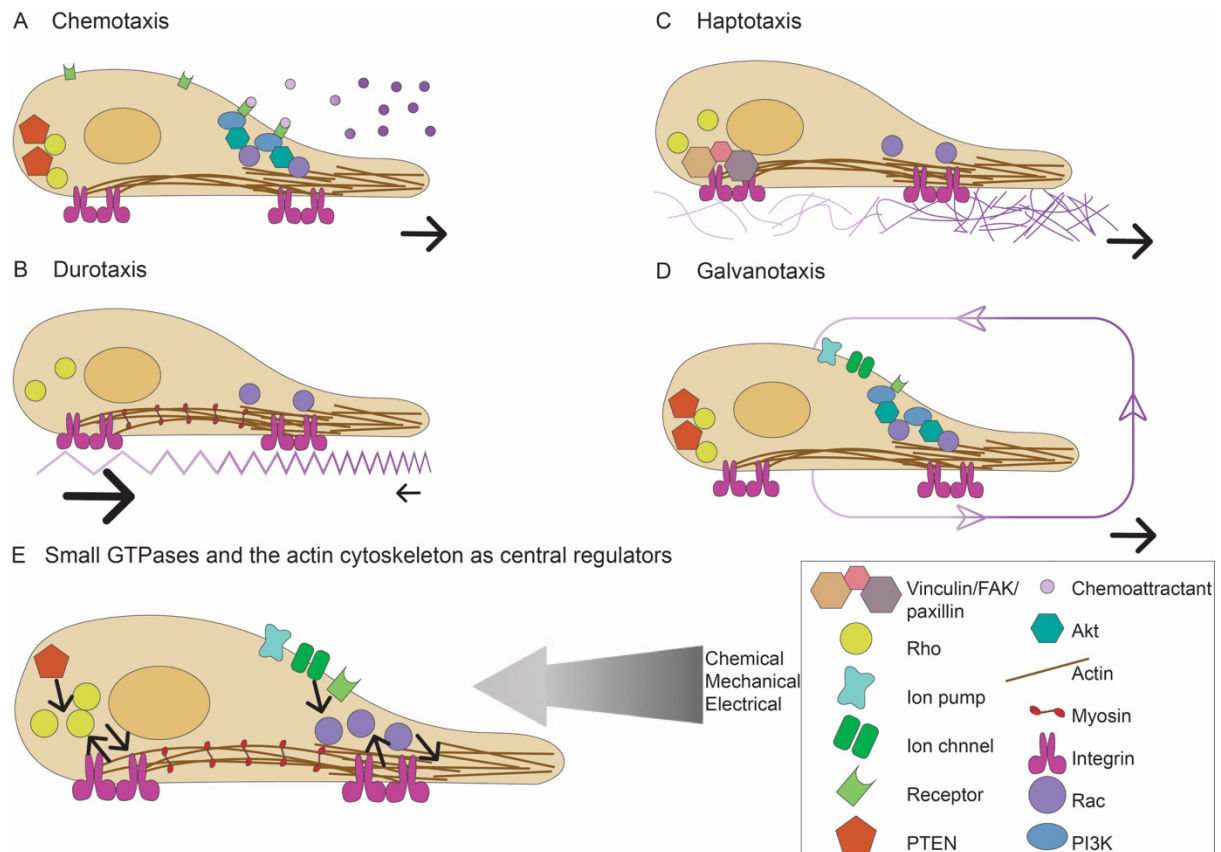 A Chemotaxis
C Haptotaxis
B Durotaxis
D Galvanotaxis
E Small GTPases and the actin cytoskeleton as central regulators
Chemical
Mechanical
Electrical
Vinculin/FAK/
paxillin
Rho
Ion pump
Ion chnnel
Receptor
PTEN
Chemoattractant
Akt
Actin
Myosin
Integrin
Rac
PI3K